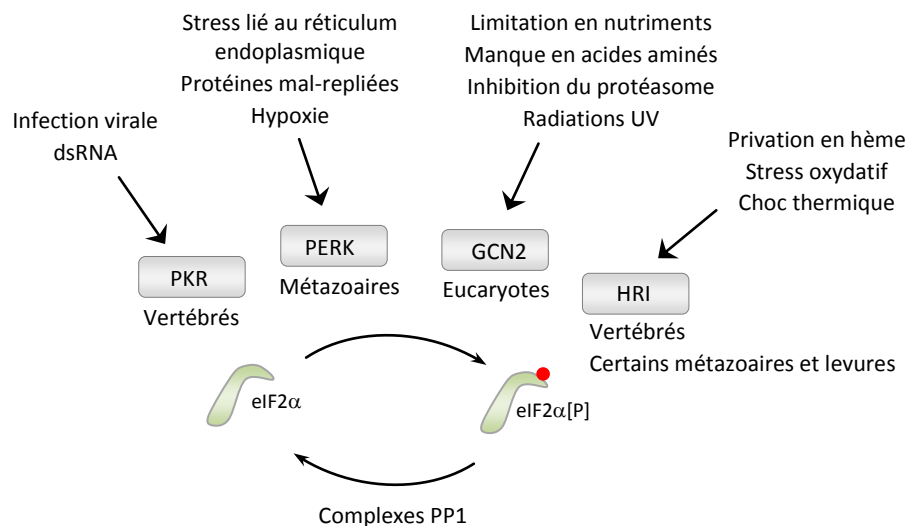 Stress lié au réticulum
endoplasmique
Protéines mal-repliées
Hypoxie
Limitation en nutriments
Manque en acides aminés
Inhibition du protéasome
Radiations UV
Infection virale
dsRNA
Privation en hème
Stress oxydatif
Choc thermique
PKR
Vertébrés
PERK
Métazoaires
GCN2
Eucaryotes
HRI
Vertébrés
Certains métazoaires et levures
eIF2α
eIF2α[P]
Complexes PP1